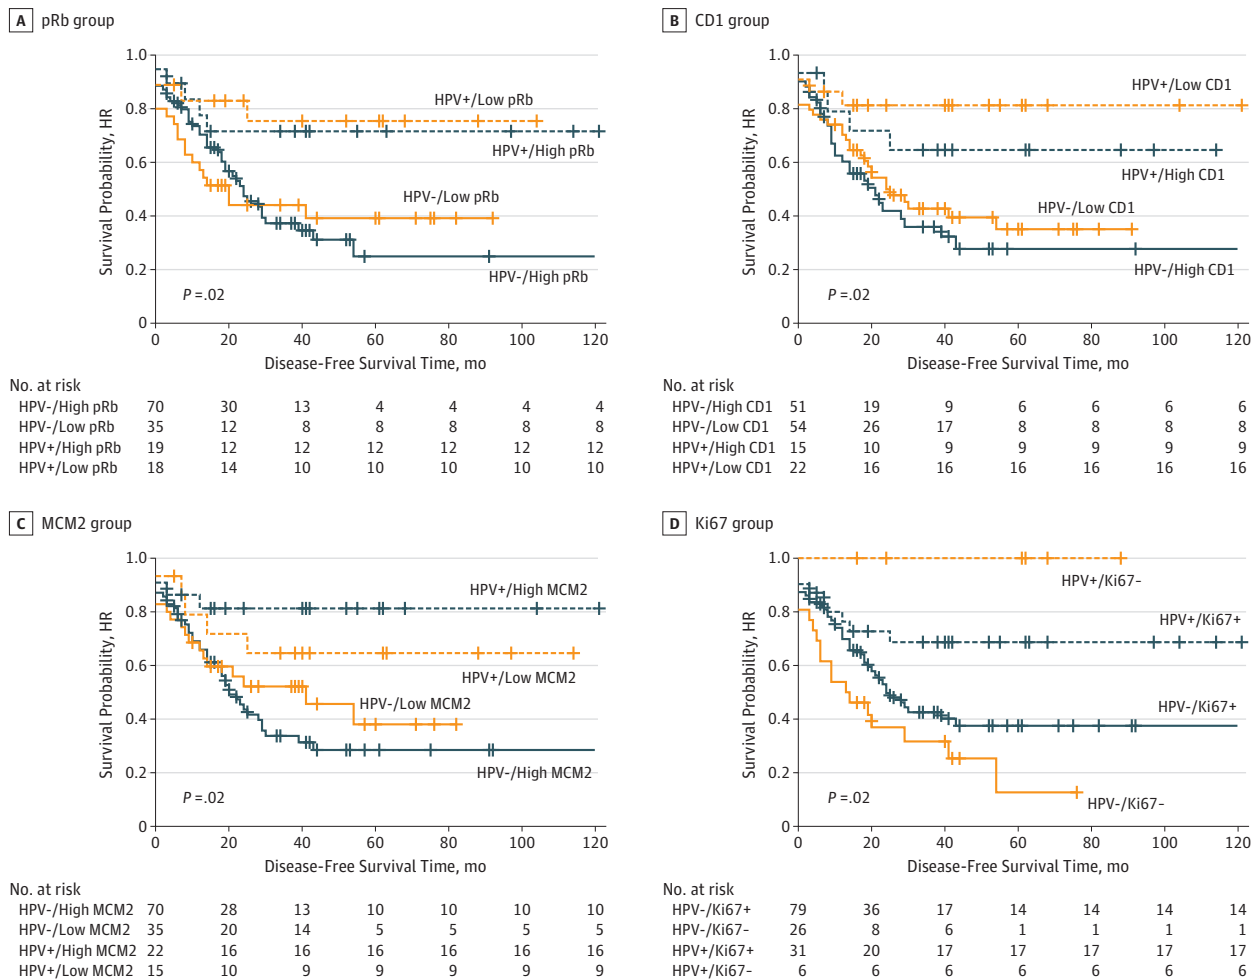 A pRb group
1.0
0.8
0.6
0.4
0.2
0
Survival Probability, HR
HPV+/Low pRb
HPV+/High pRb
HPV-/Low pRb
HPV-/High pRb
P =.02
0 20 40 60 80 100 120
Disease-Free Survival Time, mo
No. at risk
HPV-/High pRb 70 30 13 4 4 4 4
HPV-/Low pRb 35 12 8 8 8 8 8
HPV+/High pRb 19 12 12 12 12 12 12
HPV+/Low pRb 18 14 10 10 10 10 10
B CD1 group
1.0
0.8
0.6
0.4
0.2
0
Survival Probability, HR
HPV+/Low CD1
HPV+/High CD1
HPV-/Low CD1
HPV-/High CD1
P =.02
0 20 40 60 80 100 120
Disease-Free Survival Time, mo
No. at risk
HPV-/High CD1 51 19 9 6 6 6 6
HPV-/Low CD1 54 26 17 8 8 8 8
HPV+/High CD1 15 10 9 9 9 9 9
HPV+/Low CD1 22 16 16 16 16 16 16
C MCM2 group
1.0
0.8
0.6
0.4
0.2
0
Survival Probability, HR
HPV+/High MCM2
HPV+/Low MCM2
HPV-/Low MCM2
HPV-/High MCM2
P =.02
0 20 40 60 80 100 120
Disease-Free Survival Time, mo
No. at risk
HPV-/High MCM2 70 28 13 10 10 10 10
HPV-/Low MCM2 35 20 14 5 5 5 5
HPV+/High MCM2 22 16 16 16 16 16 16
HPV+/Low MCM2 15 10 9 9 9 9 9
D Ki67 group
1.0
0.8
0.6
0.4
0.2
0
Survival Probability, HR
HPV+/Ki67-
HPV+/Ki67+
HPV-/Ki67+
HPV-/Ki67-
P =.02
0 20 40 60 80 100 120
Disease-Free Survival Time, mo
No. at risk
HPV-/Ki67+ 79 36 17 14 14 14 14
HPV-/Ki67- 26 8 6 1 1 1 1
HPV+/Ki67+ 31 20 17 17 17 17 17
HPV+/Ki67- 6 6 6 6 6 6 6